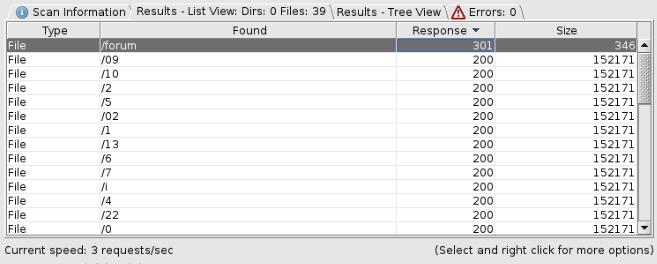 Scan Information \ Results - List View: Dirs: 0 Files: 39 \ Results - Tree View \ Errors: 0 \
Type Found Response Size
File /forum 301 346
File /09 200 152171
File /10 200 152171
File /2 200 152171
File /5 200 152171
File /02 200 152171
File /1 200 152171
File /13 200 152171
File /6 200 152171
File /7 200 152171
File /i 200 152171
File /4 200 152171
File /22 200 152171
File /0 200 152171
Current speed: 3 requests/sec (Select and right click for more options)